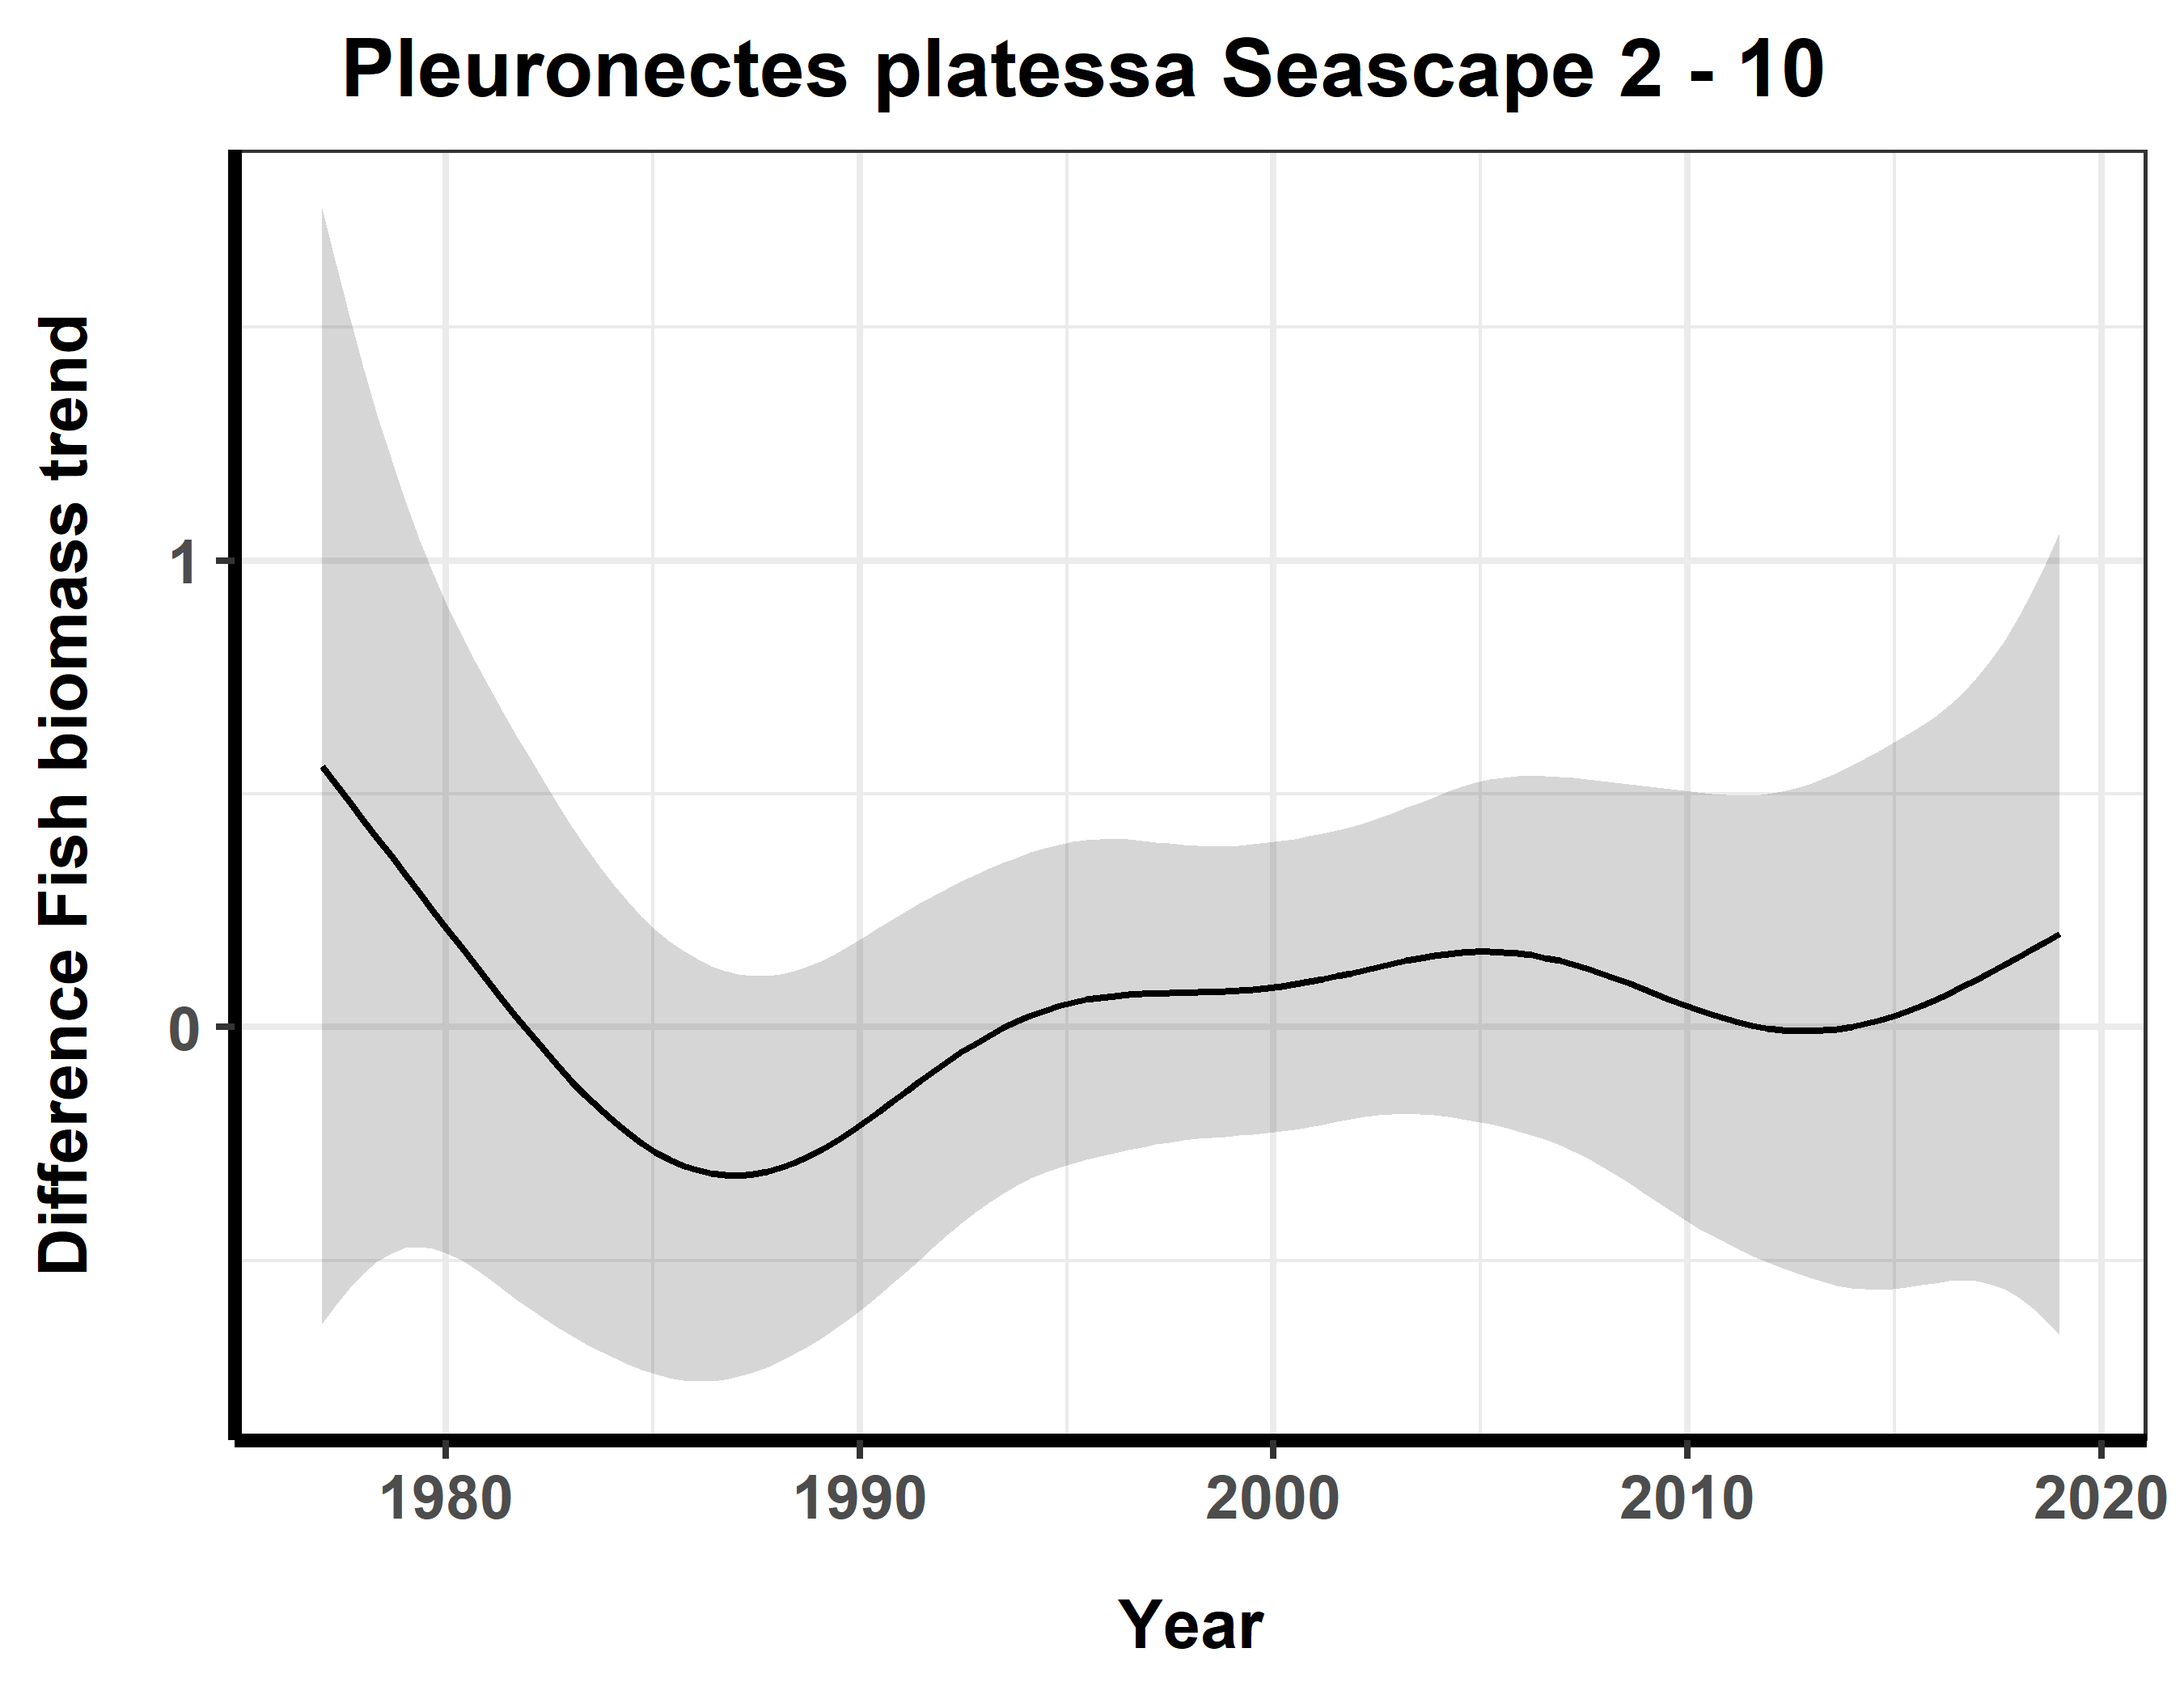 Pleuronectes platessa Seascape 2 - 10
Difference Fish biomass trend
1
0
1980 1990 2000 2010 2020
Year